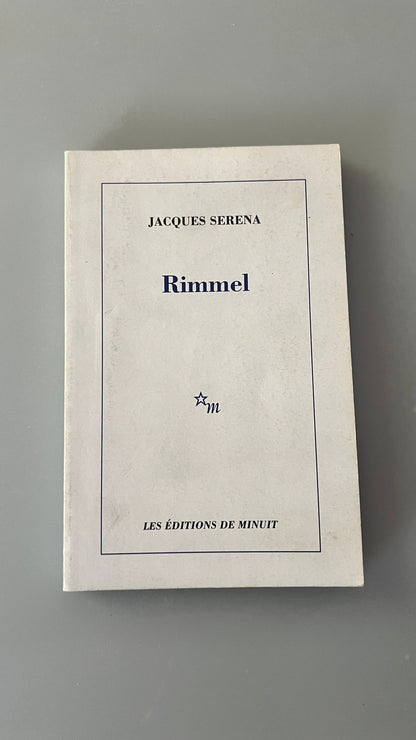 JACQUES SERENA
Rimmel
m
LES ÉDITIONS DE MINUIT